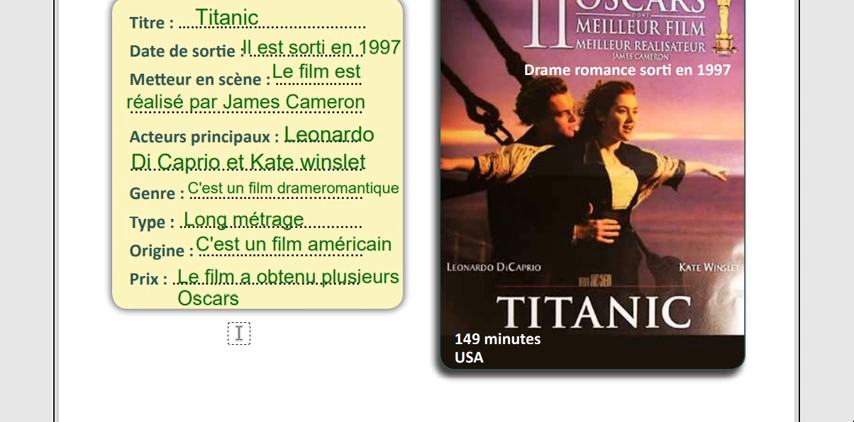 Titre : Titanic
Date de sortie : Il est sorti en 1997
Metteur en scène : Le film est
réalisé par James Cameron
Acteurs principaux : Leonardo
Di Caprio et Kate winslet
Genre : C'est un film drameromantique
Type : Long métrage
Origine : C'est un film américain
Prix : Le film a obtenu plusieurs
Oscars
11 OSCARS
DONT
MEILLEUR FILM
MEILLEUR REALISATEUR
JAMES CAMERON
Drame romance sorti en 1997
LEONARDO DICAPRIO
KATE WINSLET
TITANIC
149 minutes
USA